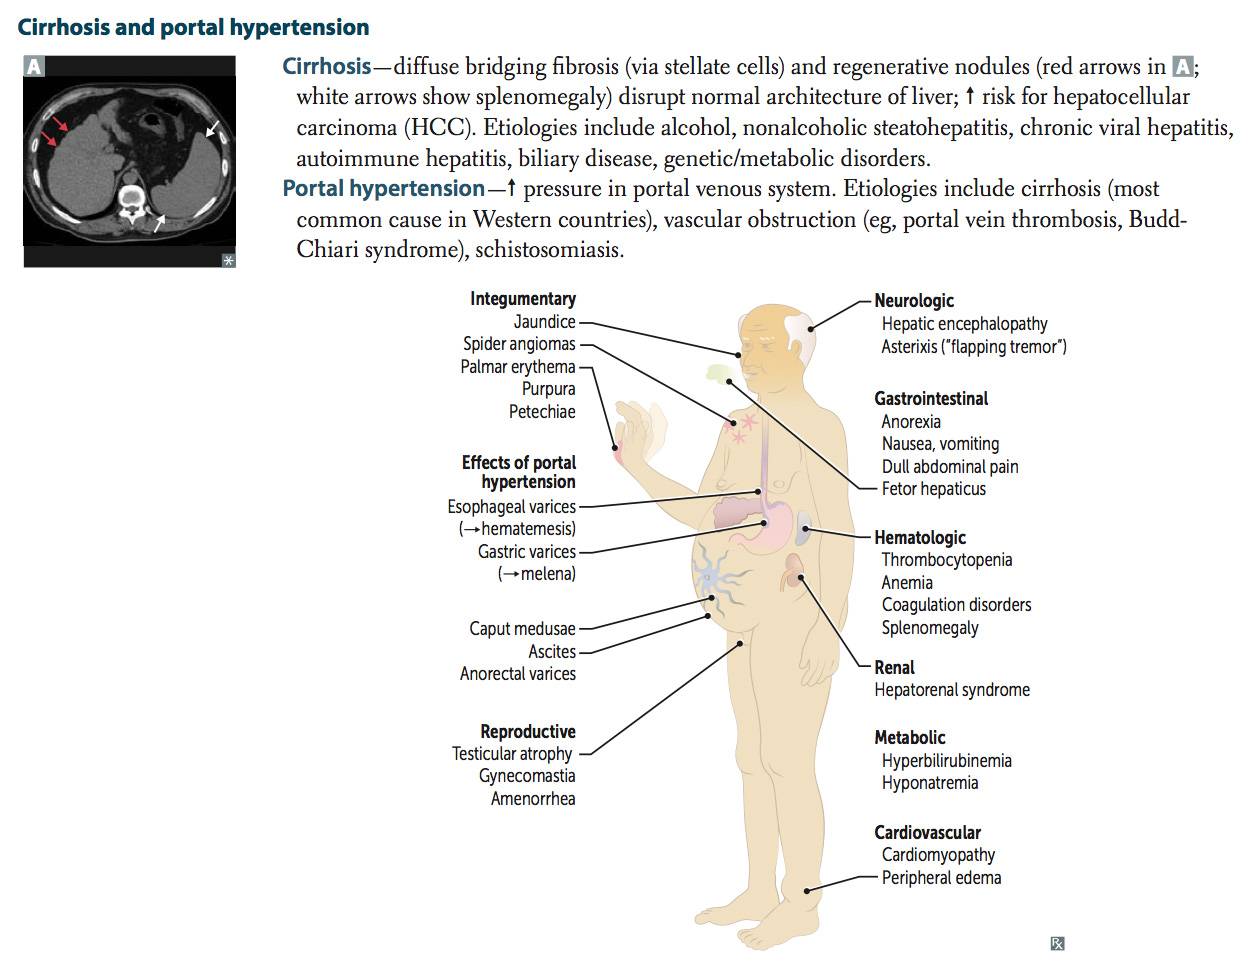 Cirrhosis and portal hypertension
A
Cirrhosis—diffuse bridging fibrosis (via stellate cells) and regenerative nodules (red arrows in A;
white arrows show splenomegaly) disrupt normal architecture of liver; ↑ risk for hepatocellular
carcinoma (HCC). Etiologies include alcohol, nonalcoholic steatohepatitis, chronic viral hepatitis,
autoimmune hepatitis, biliary disease, genetic/metabolic disorders.
Portal hypertension—↑ pressure in portal venous system. Etiologies include cirrhosis (most
common cause in Western countries), vascular obstruction (eg, portal vein thrombosis, Budd-
Chiari syndrome), schistosomiasis.
Integumentary
Jaundice
Spider angiomas
Palmar erythema
Purpura
Petechiae
Effects of portal
hypertension
Esophageal varices
(→hematemesis)
Gastric varices
(→melena)
Caput medusae
Ascites
Anorectal varices
Reproductive
Testicular atrophy
Gynecomastia
Amenorrhea
Neurologic
Hepatic encephalopathy
Asterixis ("flapping tremor")
Gastrointestinal
Anorexia
Nausea, vomiting
Dull abdominal pain
Fetor hepaticus
Hematologic
Thrombocytopenia
Anemia
Coagulation disorders
Splenomegaly
Renal
Hepatorenal syndrome
Metabolic
Hyperbilirubinemia
Hyponatremia
Cardiovascular
Cardiomyopathy
Peripheral edema
℞